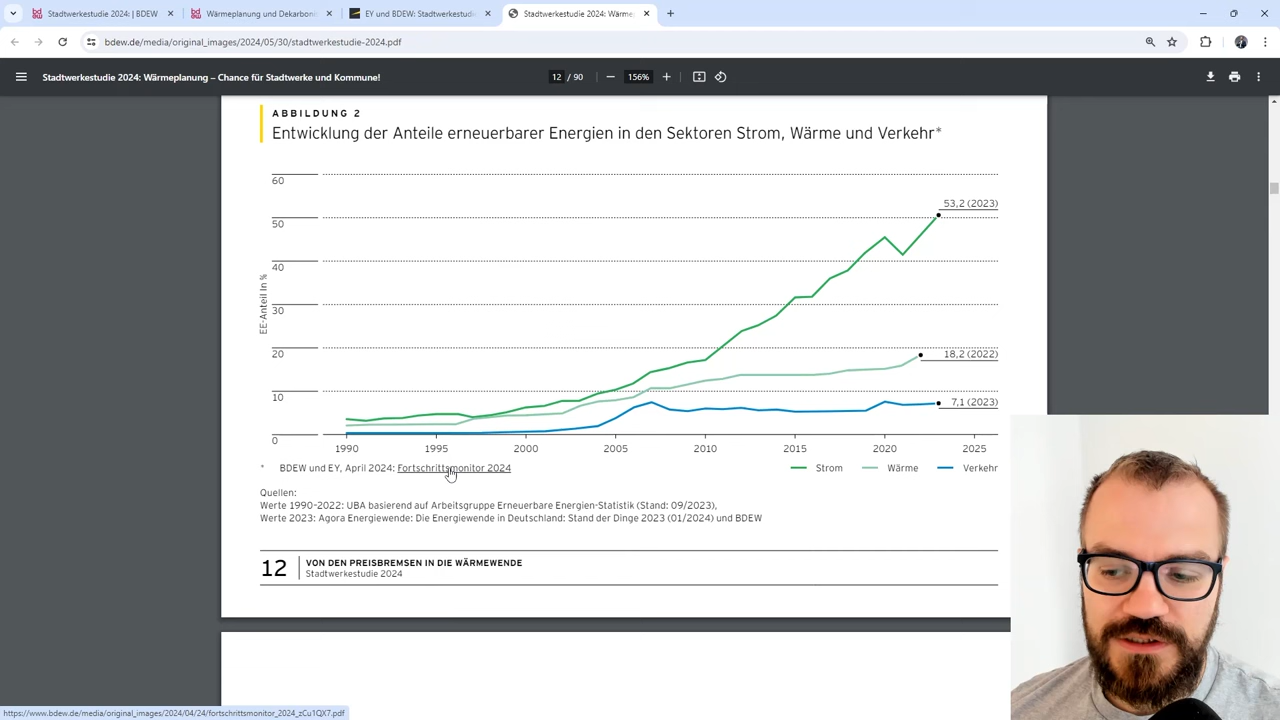 Stadtwerkestudie 2024: | BDEW
Wärmeplanung und Dekarboni
EY und BDEW: Stadtwerkestudi
Stadtwerkestudie 2024: Wärme
bdew.de/media/original_images/2024/05/30/stadtwerkestudie-2024.pdf
Stadtwerkestudie 2024: Wärmeplanung – Chance für Stadtwerke und Kommune!
12 / 90
156%
ABBILDUNG 2
Entwicklung der Anteile erneuerbarer Energien in den Sektoren Strom, Wärme und Verkehr*
EE-Anteil In %
60
50
40
30
20
10
0
53,2 (2023)
18,2 (2022)
7,1 (2023)
1990 1995 2000 2005 2010 2015 2020 2025
* BDEW und EY, April 2024: Fortschrittsmonitor 2024
Strom Wärme Verkehr
Quellen:
Werte 1990–2022: UBA basierend auf Arbeitsgruppe Erneuerbare Energien-Statistik (Stand: 09/2023),
Werte 2023: Agora Energiewende: Die Energiewende in Deutschland: Stand der Dinge 2023 (01/2024) und BDEW
12
VON DEN PREISBREMSEN IN DIE WÄRMEWENDE
Stadtwerkestudie 2024
https://www.bdew.de/media/original_images/2024/04/24/fortschrittsmonitor_2024_zCu1QX7.pdf